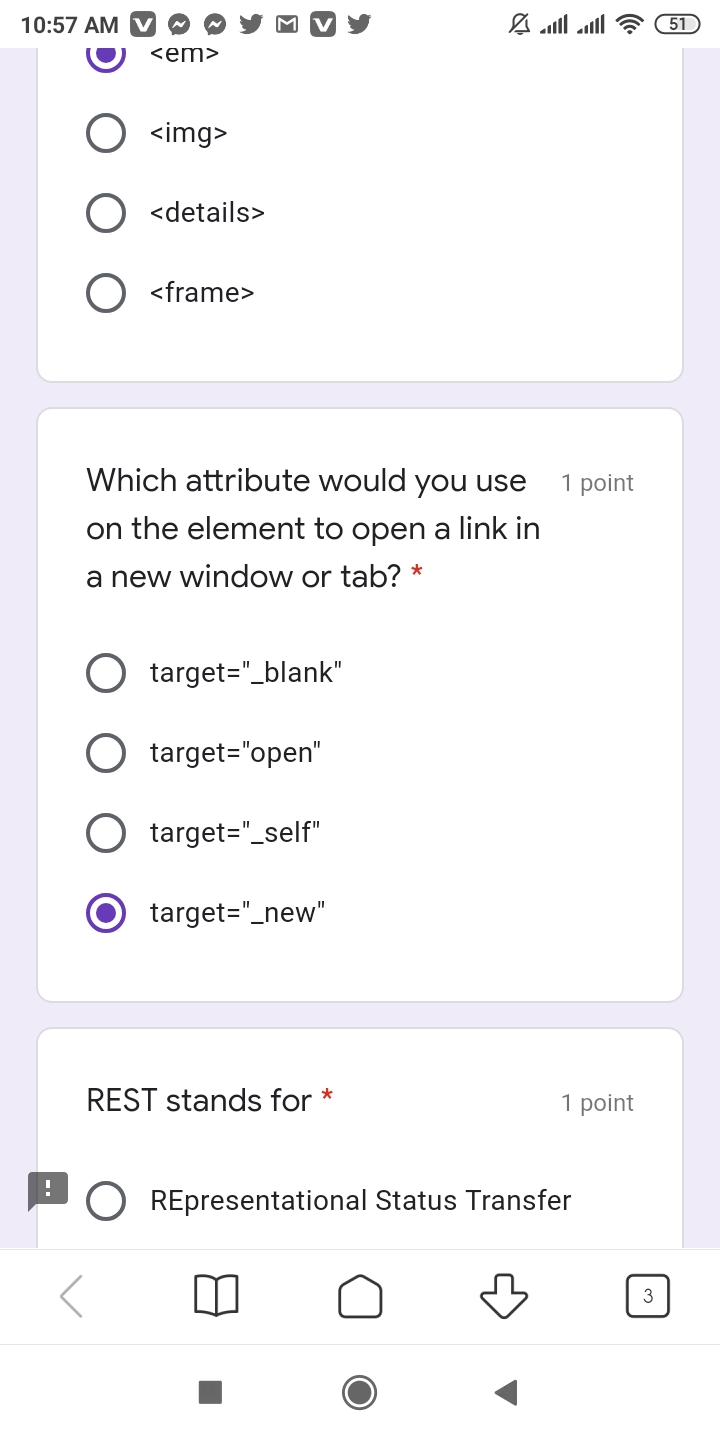 10:57 AM
51
<em>
<img>
<details>
<frame>
Which attribute would you use
1 point
on the element to open a link in
a new window or tab? *
target="_blank"
target="open"
target="_self"
target="_new"
REST stands for *
1 point
REpresentational Status Transfer
3